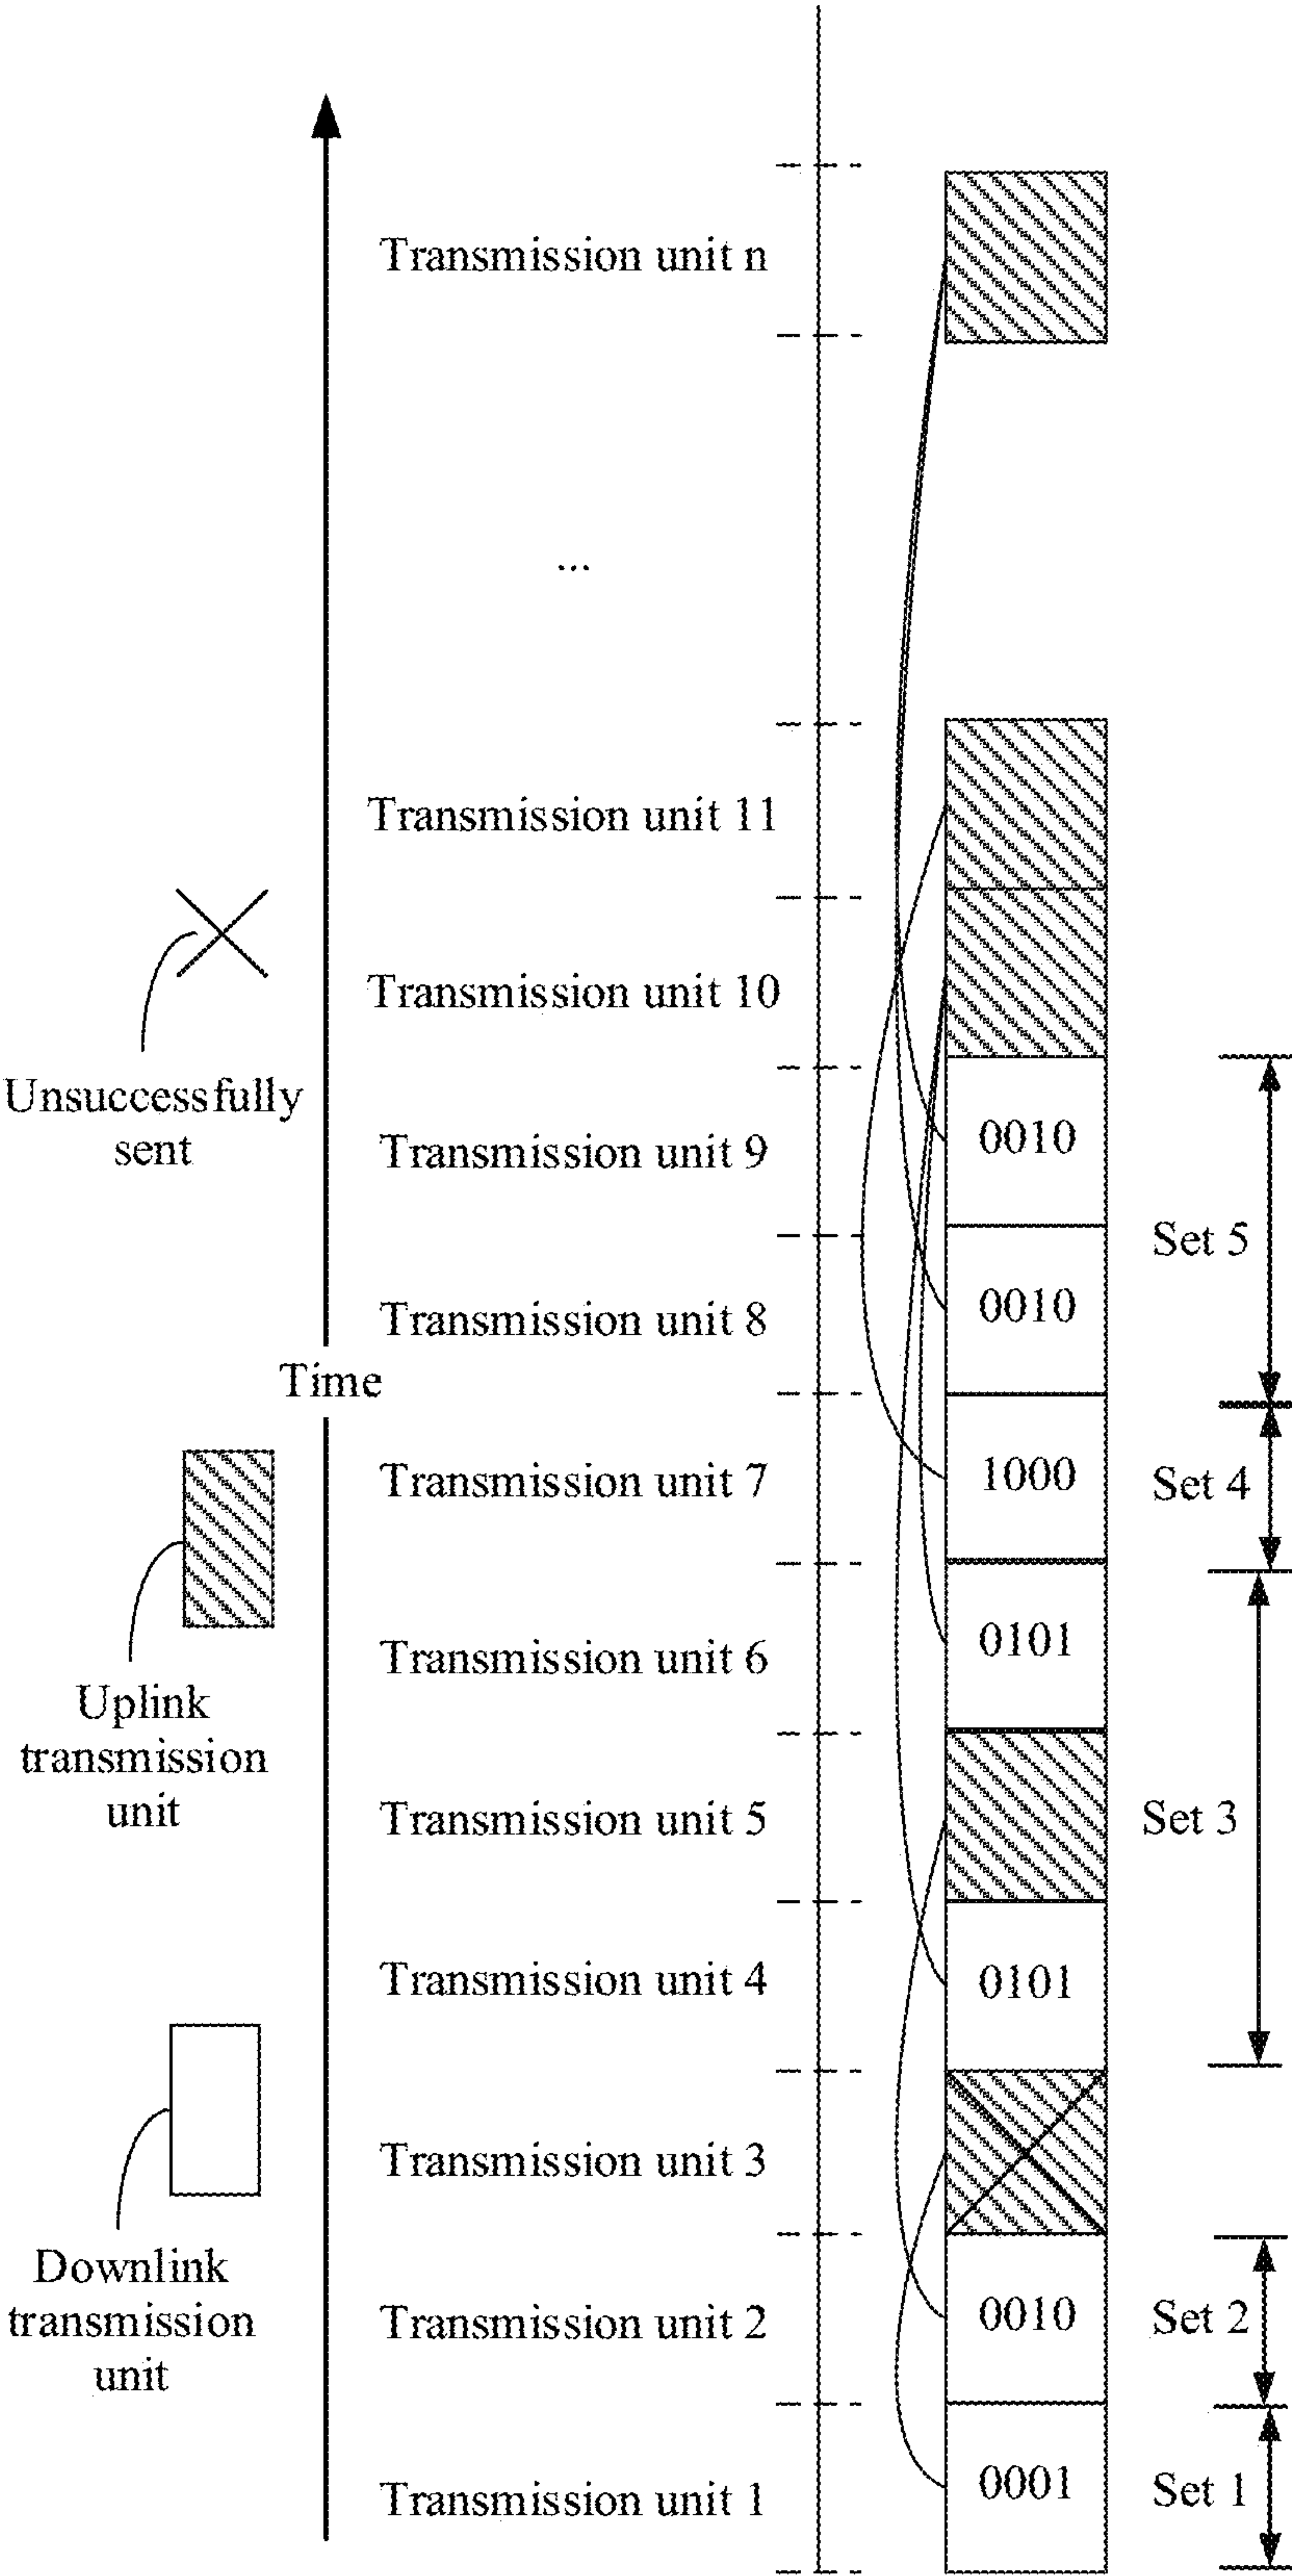 Transmission unit n
...
Transmission unit 11
Transmission unit 10
Unsuccessfully
sent
Transmission unit 9
0010
Set 5
Transmission unit 8
0010
Time
Transmission unit 7
1000
Set 4
Transmission unit 6
0101
Uplink
transmission
unit
Transmission unit 5
Set 3
Transmission unit 4
0101
Transmission unit 3
Downlink
transmission
unit
Transmission unit 2
0010
Set 2
Transmission unit 1
0001
Set 1